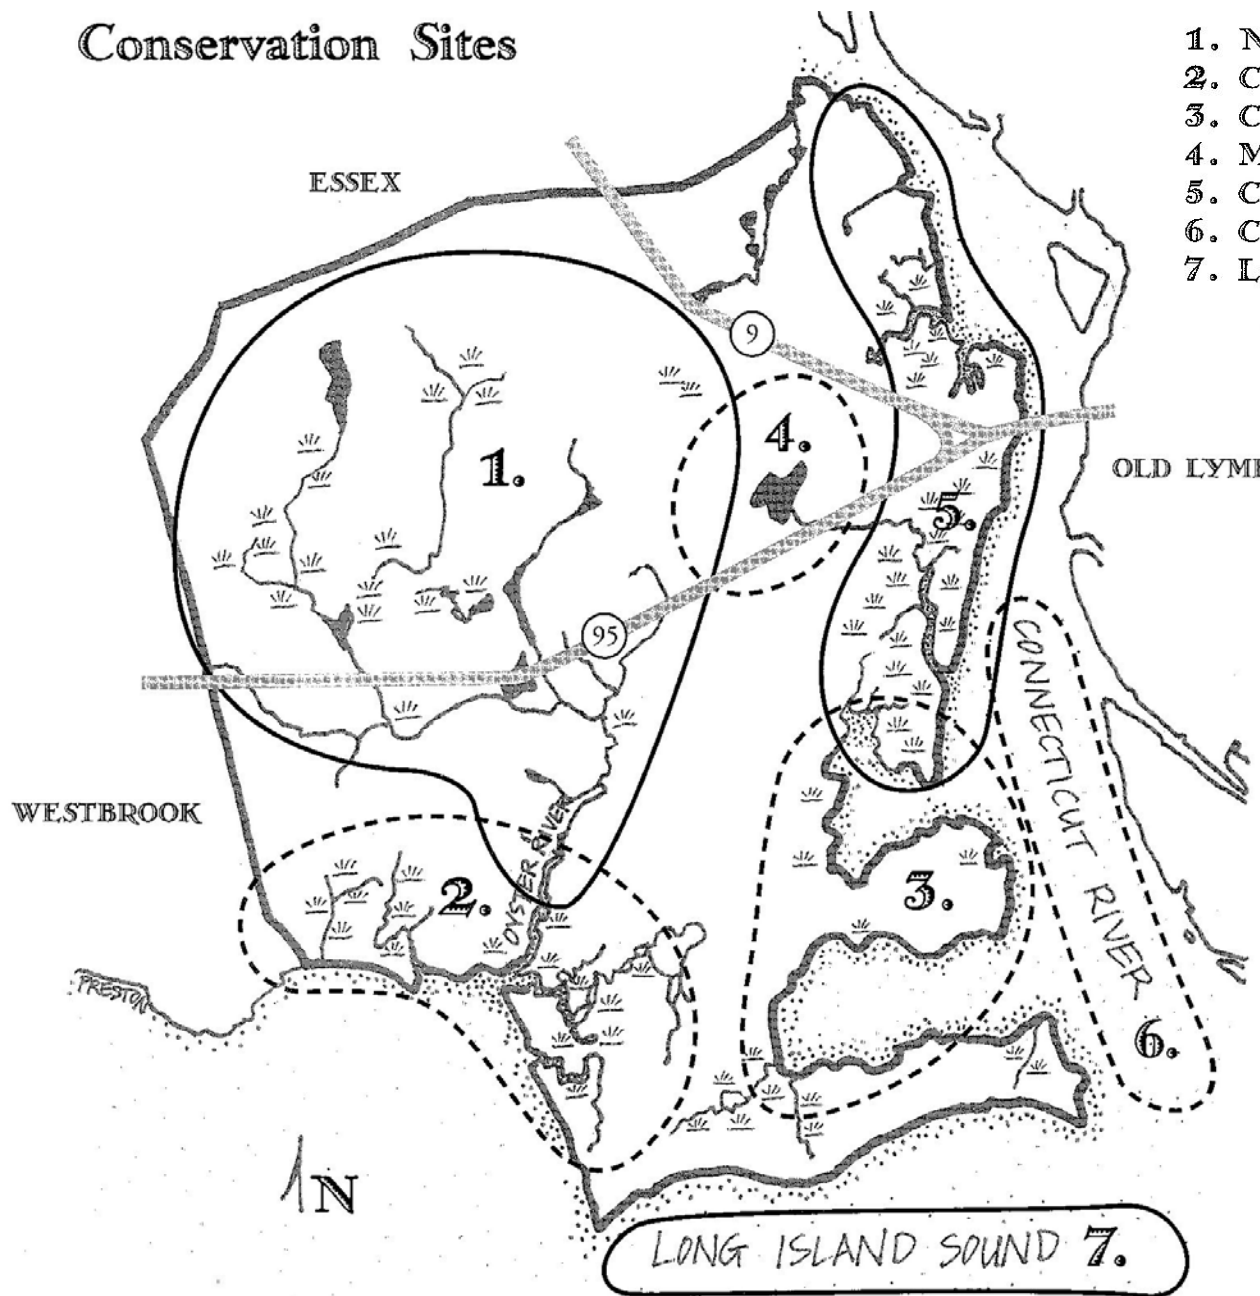 Conservation Sites
1. N
2. C
3. C
4. M
5. C
6. C
7. L
ESSEX
9
4.
1.
OLD LYM
5.
95
CONNECTICUT RIVER
WESTBROOK
OYSTER RIVER
2.
3.
PRESTON
6.
N
LONG ISLAND SOUND 7.